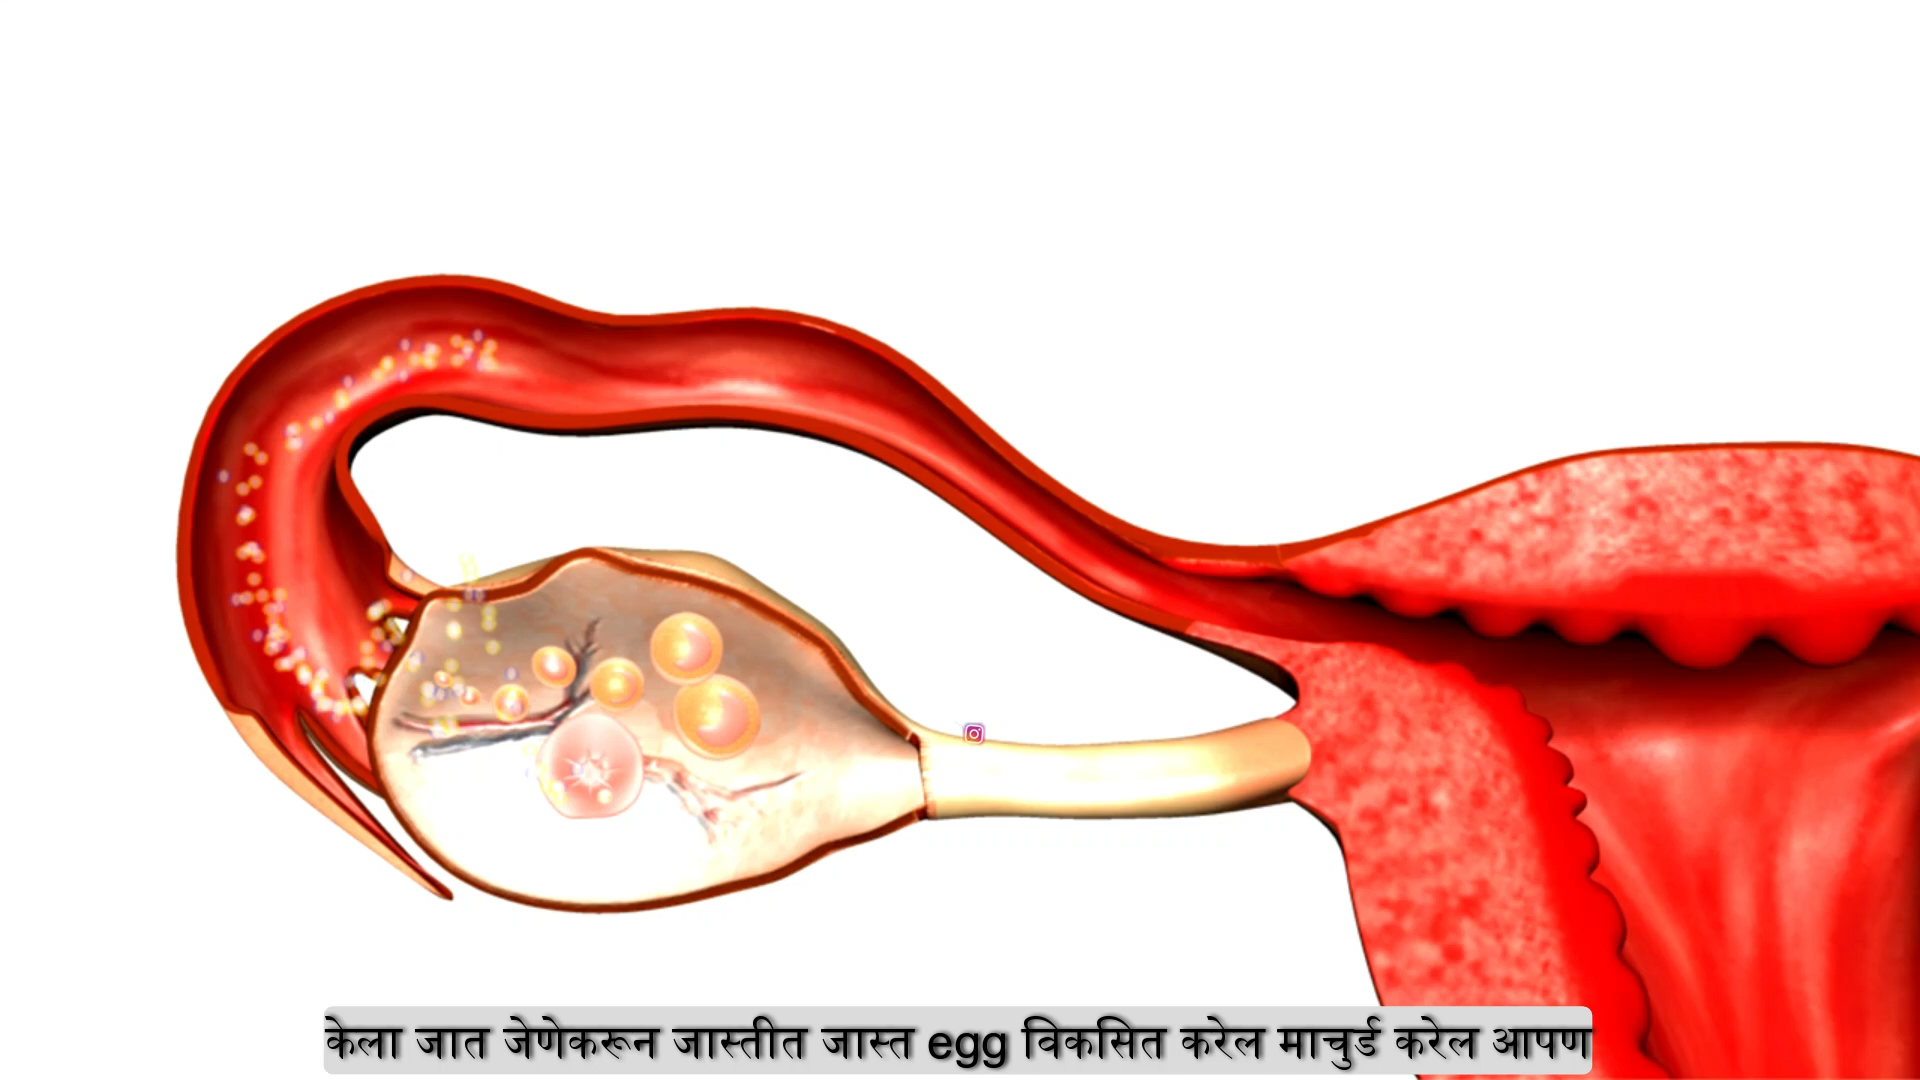 केला जात जेणेकरून जास्तीत जास्त egg विकसित करेल माचुर्ड करेल आपण